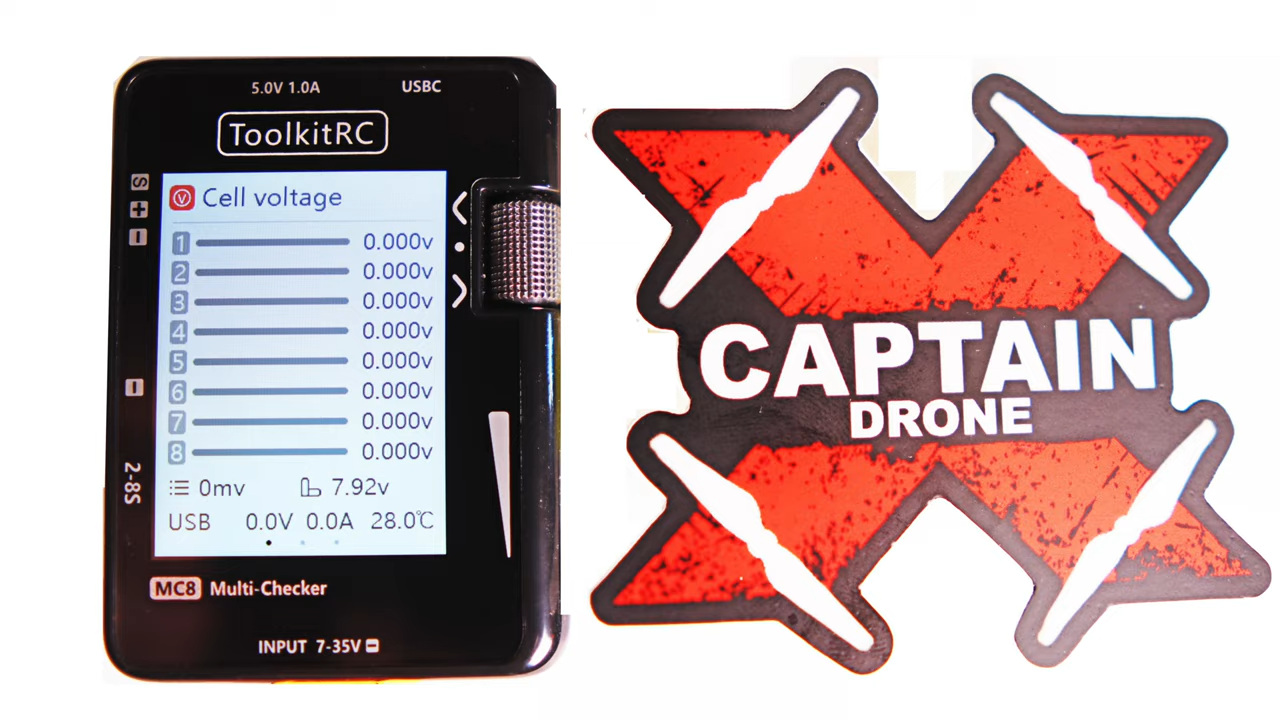 5.0V 1.0A USBC
ToolkitRC
S
+
-
Cell voltage
1 0.000v
2 0.000v
3 0.000v
4 0.000v
5 0.000v
6 0.000v
7 0.000v
8 0.000v
0mv 7.92v
USB 0.0V 0.0A 28.0℃
2-8S
MC8 Multi-Checker
INPUT 7-35V
CAPTAIN
DRONE